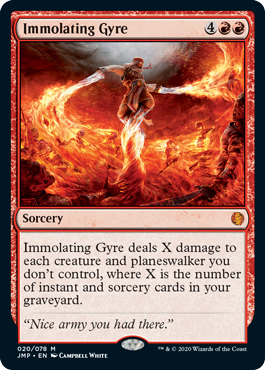 Immolating Gyre 4
Sorcery
Immolating Gyre deals X damage to
each creature and planeswalker you
don't control, where X is the number
of instant and sorcery cards in your
graveyard.
"Nice army you had there."
020/078 M
JMP • EN CAMPBELL WHITE
™ & © 2020 Wizards of the Coast